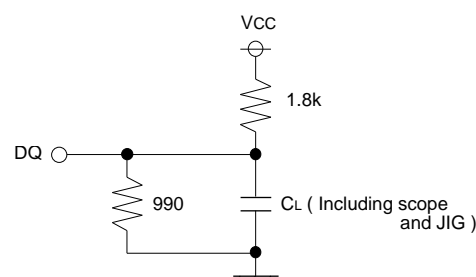 VCC
1.8k
DQ
990
CL ( Including scope
and JIG )